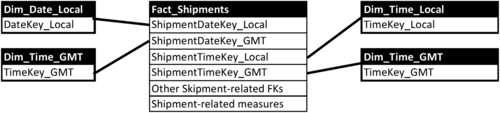 Dim_Date_Local
DateKey_Local
Dim_Time_GMT
TimeKey_GMT
Fact_Shipments
ShipmentDateKey_Local
ShipmentDateKey_GMT
ShipmentTimeKey_Local
ShipmentTimeKey_GMT
Other Skipment-related FKs
Shipment-related measures
Dim_Time_Local
TimeKey_Local
Dim_Time_GMT
TimeKey_GMT